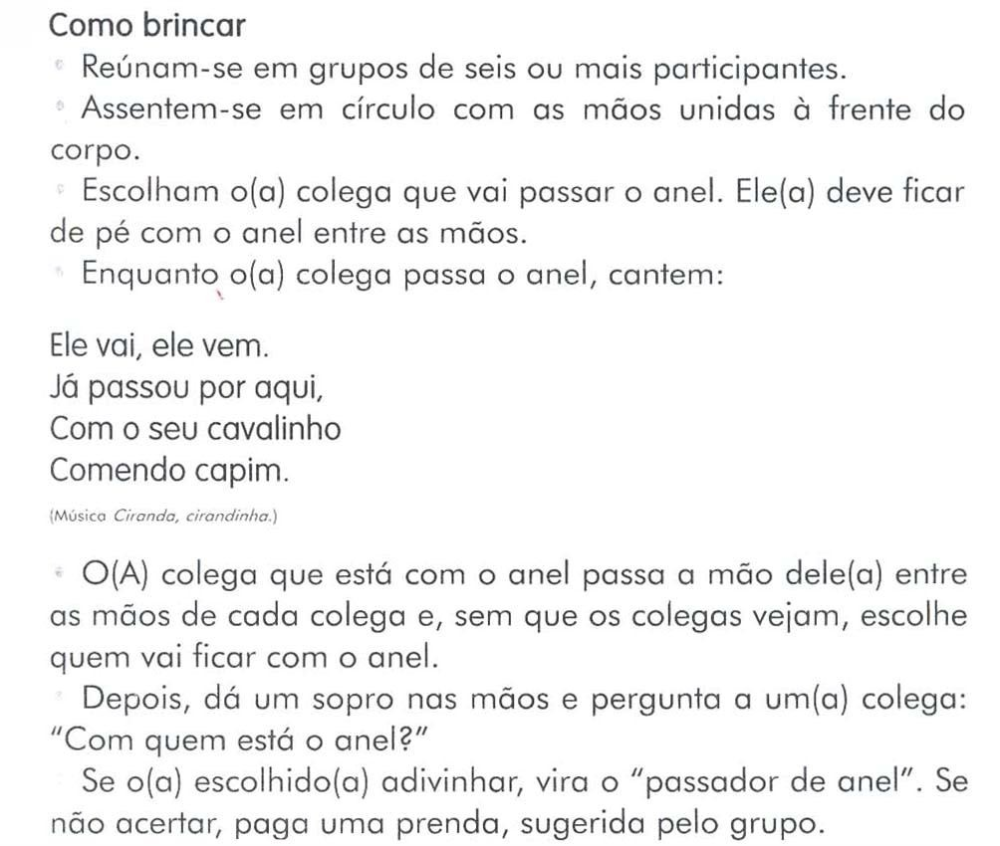 Como brincar
• Reúnam-se em grupos de seis ou mais participantes.
• Assentem-se em círculo com as mãos unidas à frente do
corpo.
• Escolham o(a) colega que vai passar o anel. Ele(a) deve ficar
de pé com o anel entre as mãos.
• Enquanto o(a) colega passa o anel, cantem:
Ele vai, ele vem.
Já passou por aqui,
Com o seu cavalinho
Comendo capim.
(Música Ciranda, cirandinha.)
• O(A) colega que está com o anel passa a mão dele(a) entre
as mãos de cada colega e, sem que os colegas vejam, escolhe
quem vai ficar com o anel.
• Depois, dá um sopro nas mãos e pergunta a um(a) colega:
“Com quem está o anel?”
Se o(a) escolhido(a) adivinhar, vira o “passador de anel”. Se
não acertar, paga uma prenda, sugerida pelo grupo.